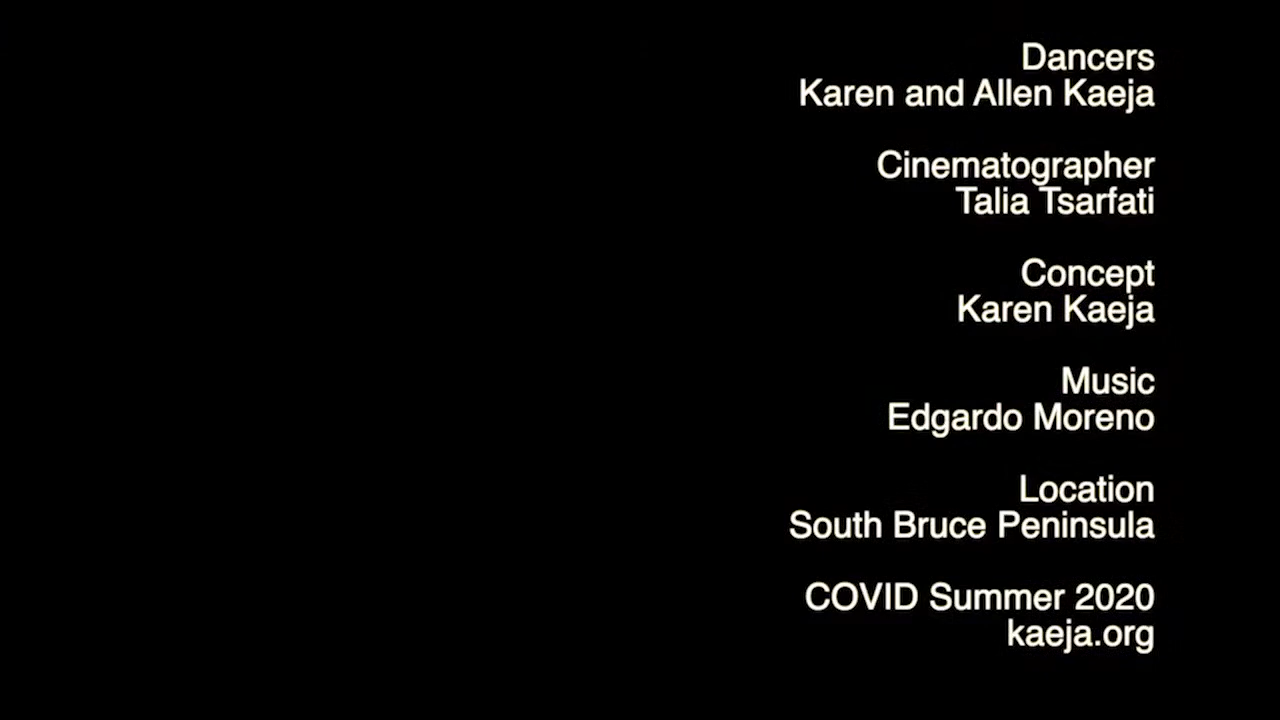 Dancers
Karen and Allen Kaeja
Cinematographer
Talia Tsarfati
Concept
Karen Kaeja
Music
Edgardo Moreno
Location
South Bruce Peninsula
COVID Summer 2020
kaeja.org